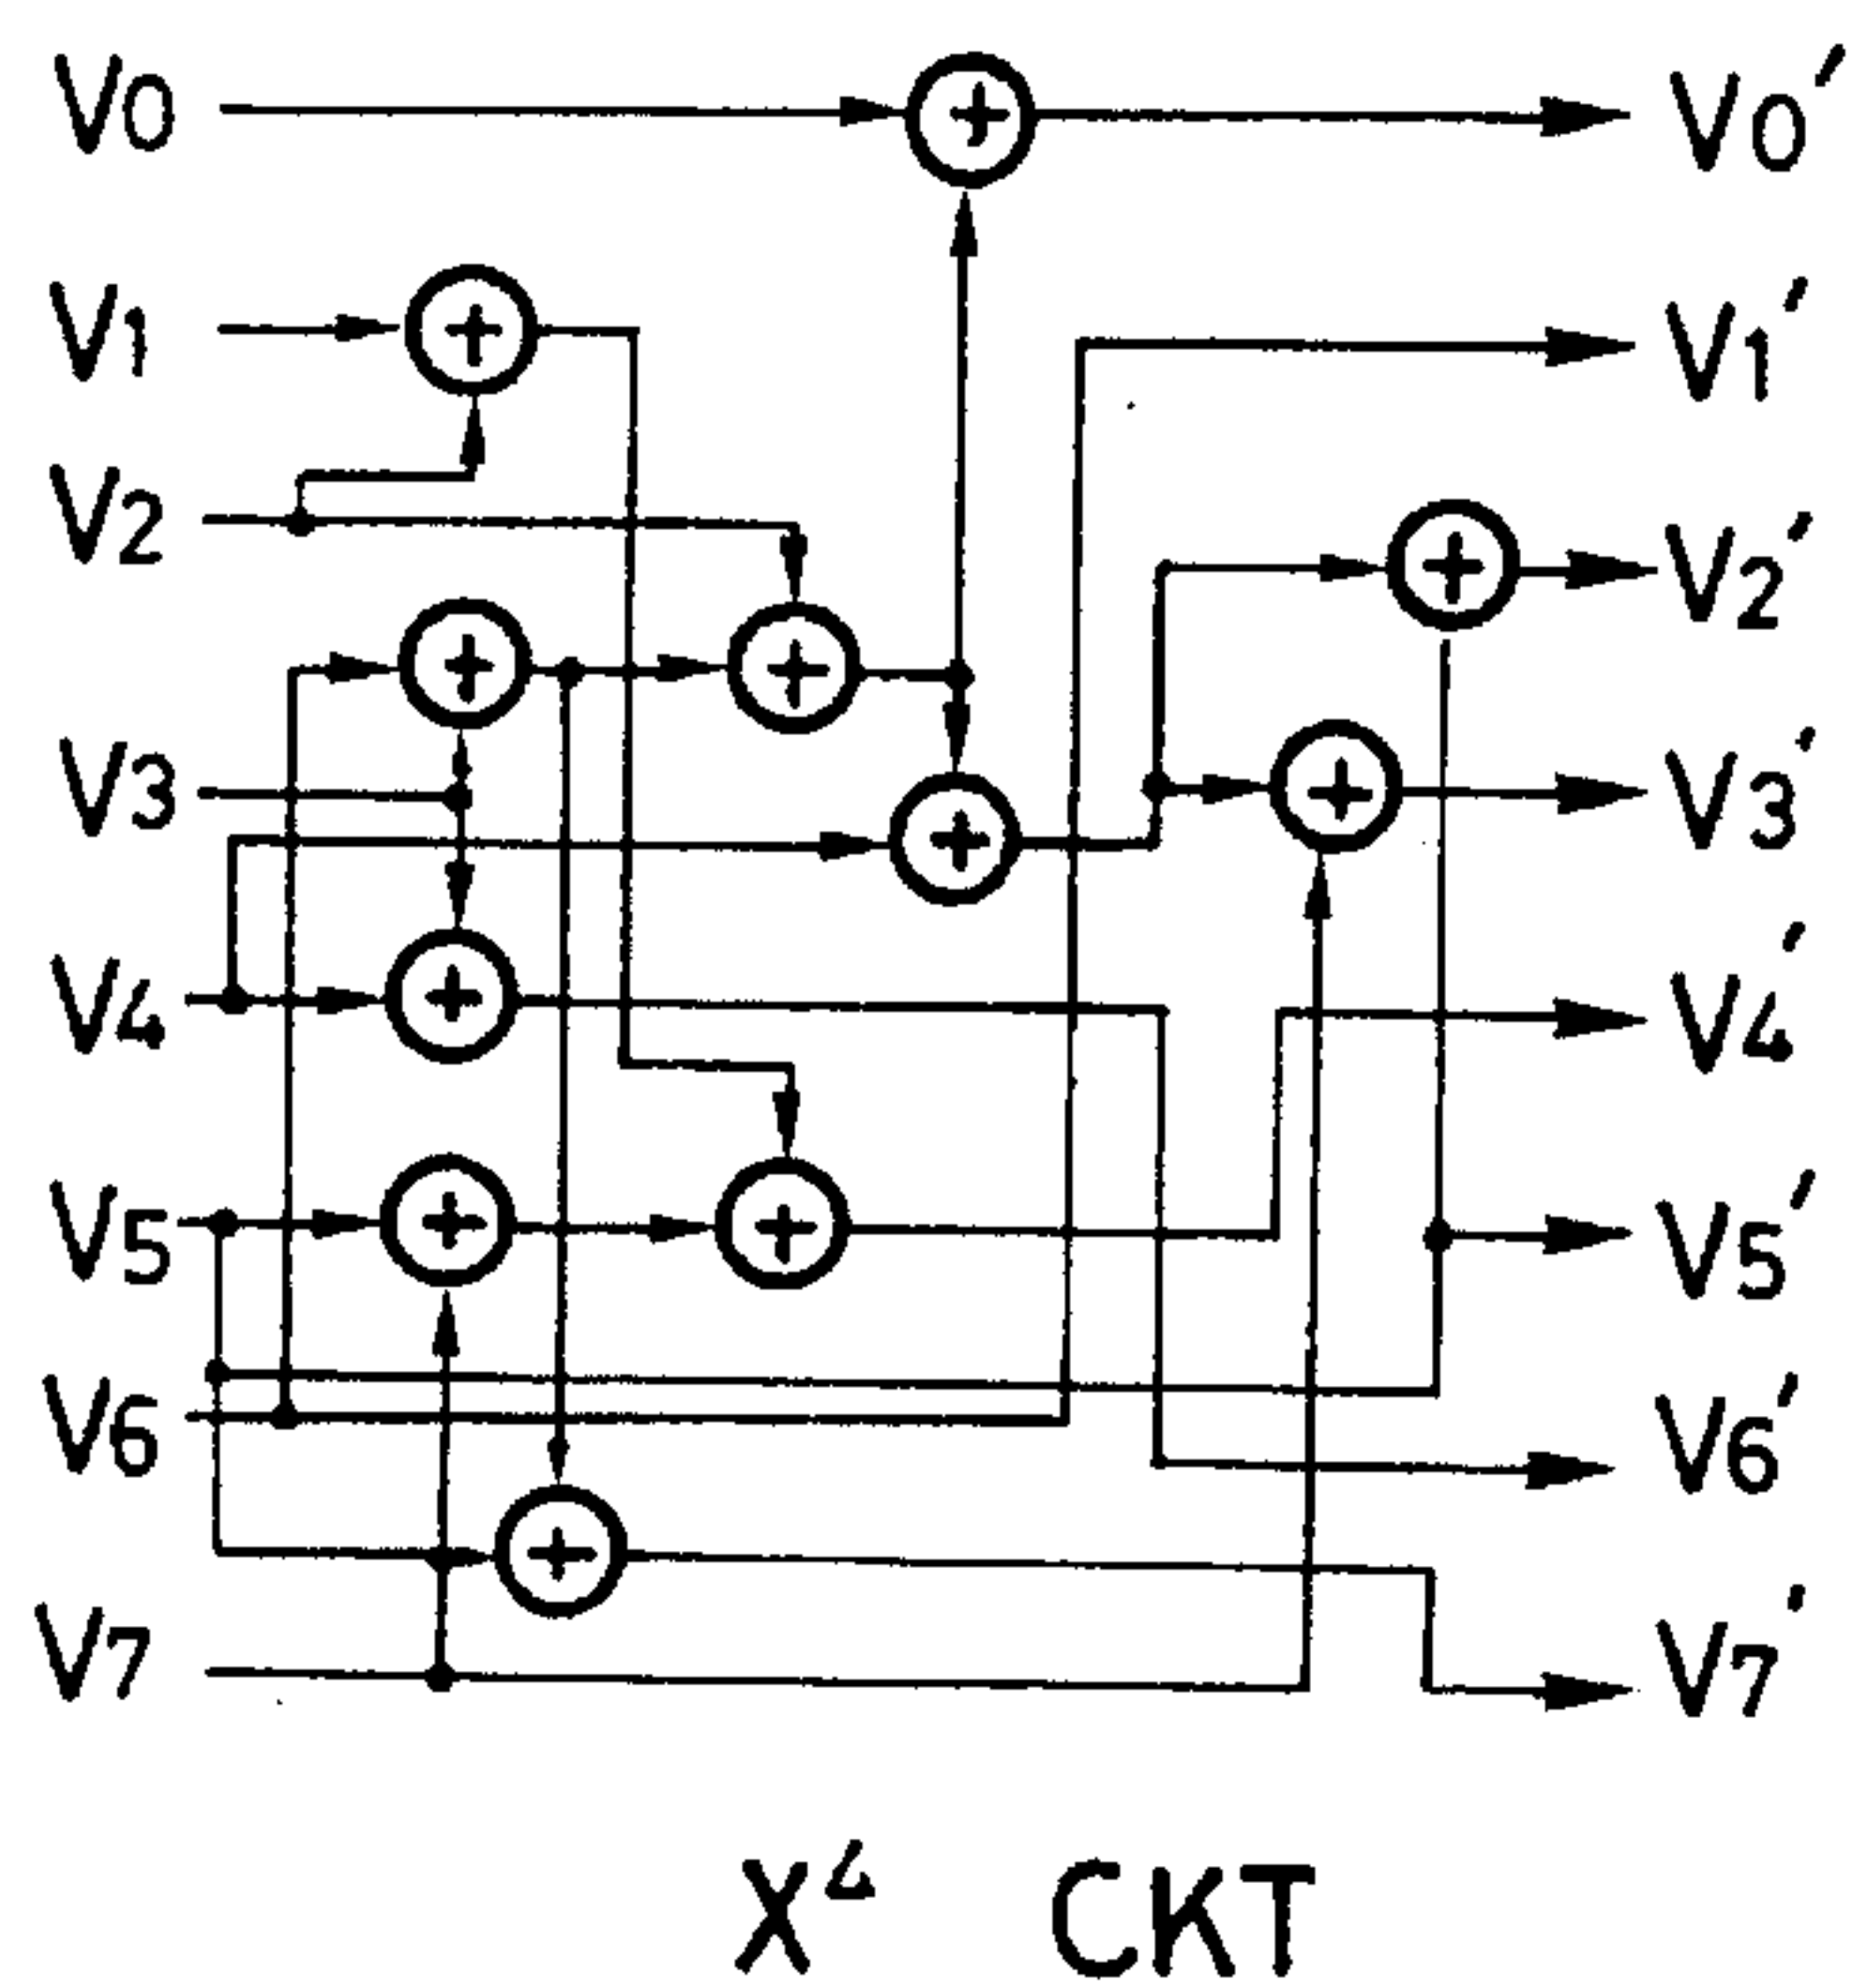 V0 V0′
V1 V1′
V2 V2′
V3 V3′
V4 V4′
V5 V5′
V6 V6′
V7 V7′
X⁴ CKT